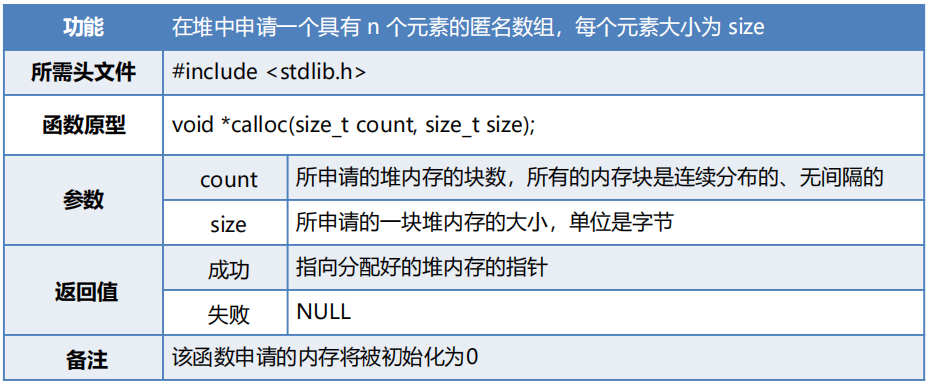 功能 在堆中申请一个具有 n 个元素的匿名数组，每个元素大小为 size
所需头文件 #include <stdlib.h>
函数原型 void *calloc(size_t count, size_t size);
参数 count 所申请的堆内存的块数，所有的内存块是连续分布的、无间隔的
size 所申请的一块堆内存的大小，单位是字节
返回值 成功 指向分配好的堆内存的指针
失败 NULL
备注 该函数申请的内存将被初始化为0